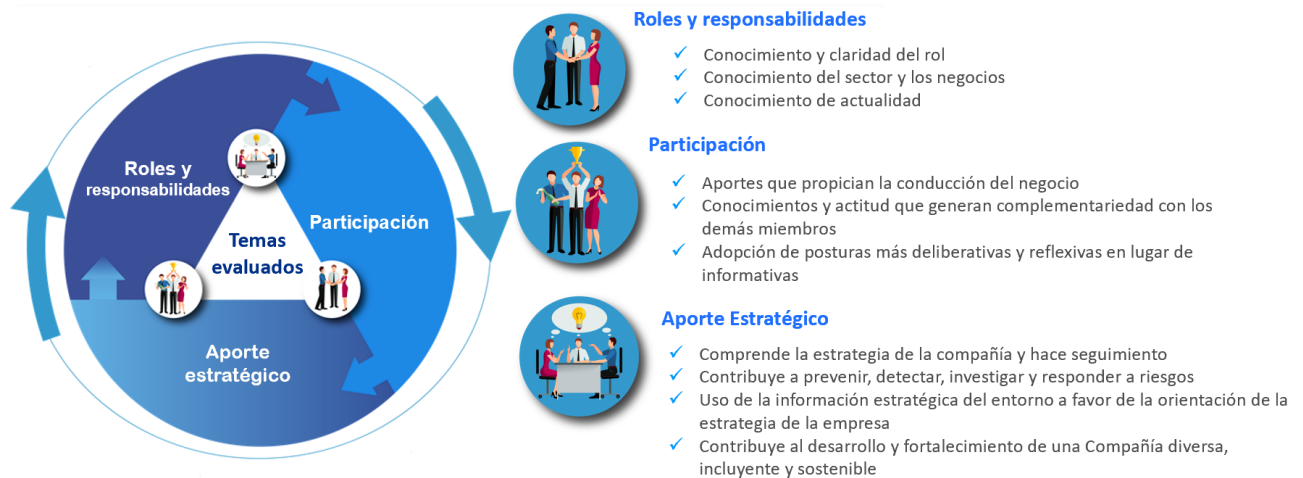 Roles y
responsabilidades
Participación
Temas
evaluados
Aporte
estratégico
Roles y responsabilidades
✓ Conocimiento y claridad del rol
✓ Conocimiento del sector y los negocios
✓ Conocimiento de actualidad
Participación
✓ Aportes que propician la conducción del negocio
✓ Conocimientos y actitud que generan complementariedad con los
demás miembros
✓ Adopción de posturas más deliberativas y reflexivas en lugar de
informativas
Aporte Estratégico
✓ Comprende la estrategia de la compañía y hace seguimiento
✓ Contribuye a prevenir, detectar, investigar y responder a riesgos
✓ Uso de la información estratégica del entorno a favor de la orientación de la
estrategia de la empresa
✓ Contribuye al desarrollo y fortalecimiento de una Compañía diversa,
incluyente y sostenible